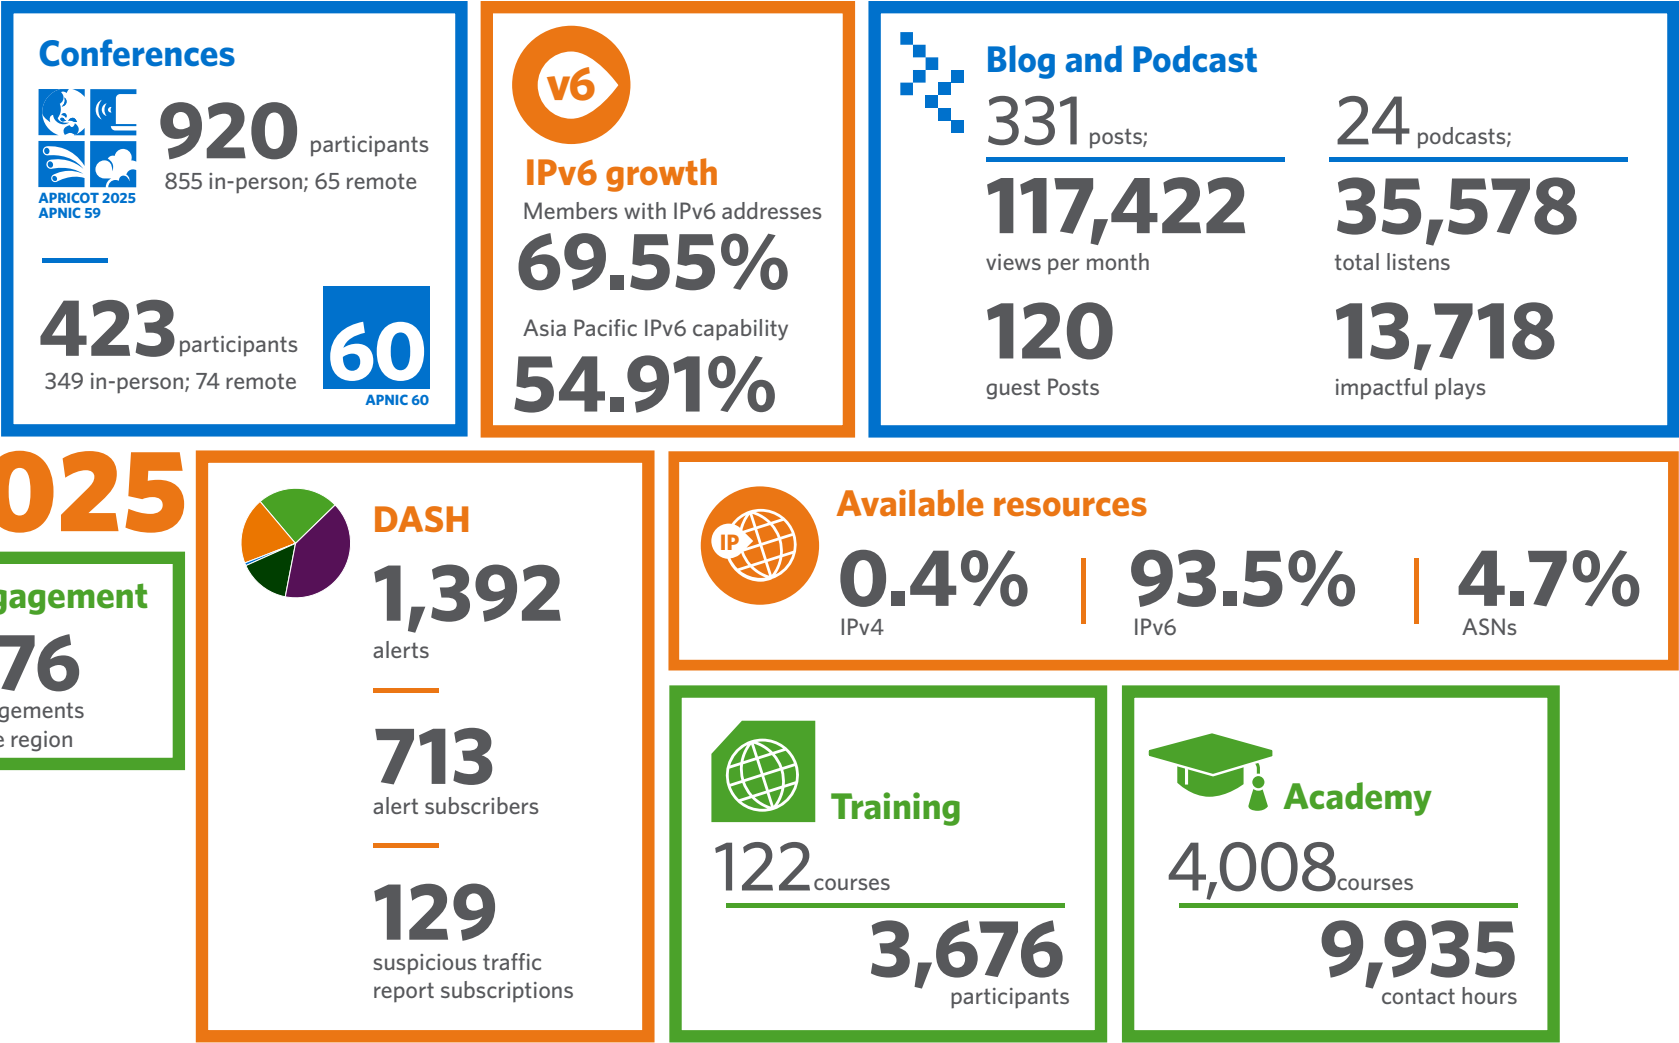 Conferences
920 participants
855 in-person; 65 remote
APRICOT 2025
APNIC 59
423 participants
349 in-person; 74 remote
60
APNIC 60
v6
IPv6 growth
Members with IPv6 addresses
69.55%
Asia Pacific IPv6 capability
54.91%
Blog and Podcast
331 posts;
117,422
views per month
120
guest Posts
24 podcasts;
35,578
total listens
13,718
impactful plays
025
gagement
76
gements
e region
DASH
1,392
alerts
713
alert subscribers
129
suspicious traffic
report subscriptions
IP
Available resources
0.4%
IPv4
93.5%
IPv6
4.7%
ASNs
Training
122 courses
3,676
participants
Academy
4,008 courses
9,935
contact hours